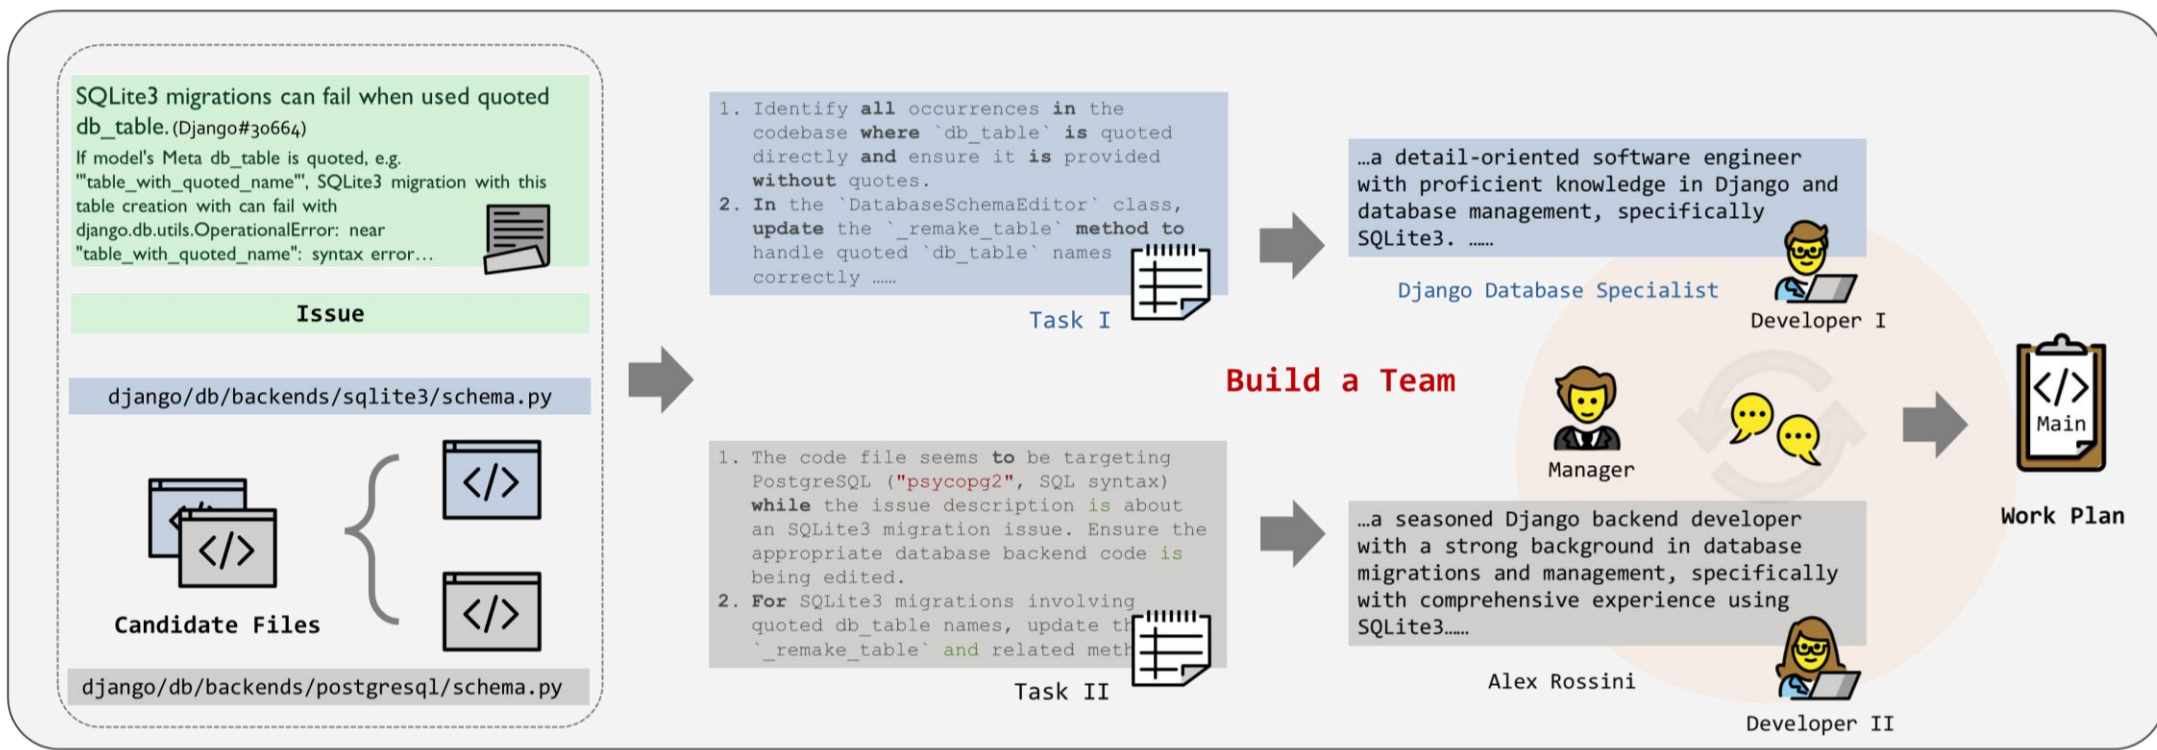 SQLite3 migrations can fail when used quoted
db_table. (Django#30664)
If model's Meta db_table is quoted, e.g.
'"table_with_quoted_name"', SQLite3 migration with this
table creation with can fail with
django.db.utils.OperationalError: near
"table_with_quoted_name": syntax error...
Issue
django/db/backends/sqlite3/schema.py
</>
</>
</>
</>
Candidate Files
django/db/backends/postgresql/schema.py
1. Identify all occurrences in the
codebase where `db_table` is quoted
directly and ensure it is provided
without quotes.
2. In the `DatabaseSchemaEditor` class,
update the `_remake_table` method to
handle quoted `db_table` names
correctly ……
Task I
1. The code file seems to be targeting
PostgreSQL ("psycopg2", SQL syntax)
while the issue description is about
an SQLite3 migration issue. Ensure the
appropriate database backend code is
being edited.
2. For SQLite3 migrations involving
quoted db_table names, update
`_remake_table` and related
Task II
Build a Team
…a detail-oriented software engineer
with proficient knowledge in Django and
database management, specifically
SQLite3. ……
Django Database Specialist
Developer I
Manager
…a seasoned Django backend developer
with a strong background in database
migrations and management, specifically
with comprehensive experience using
SQLite3……
Alex Rossini
Developer II
</>
Main
Work Plan